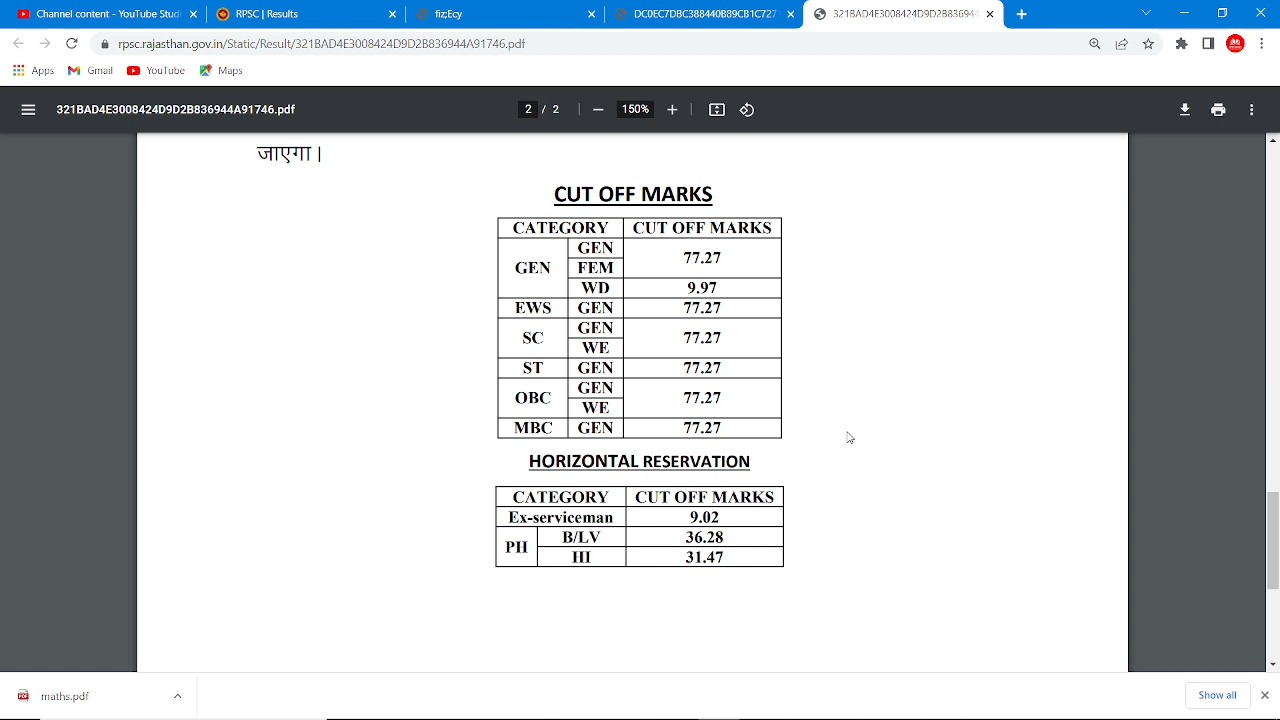 Channel content - YouTube Studi
RPSC | Results
fiz;Ecy
DC0EC7DBC388440B89CB1C727
321BAD4E3008424D9D2B836944
rpsc.rajasthan.gov.in/Static/Result/321BAD4E3008424D9D2B836944A91746.pdf
Apps Gmail YouTube Maps
321BAD4E3008424D9D2B836944A91746.pdf 2 / 2 150%
जाएगा।
CUT OFF MARKS
CATEGORY CUT OFF MARKS
GEN GEN 77.27
FEM
WD 9.97
EWS GEN 77.27
SC GEN 77.27
WE
ST GEN 77.27
OBC GEN 77.27
WE
MBC GEN 77.27
HORIZONTAL RESERVATION
CATEGORY CUT OFF MARKS
Ex-serviceman 9.02
PH B/LV 36.28
HI 31.47
maths.pdf Show all